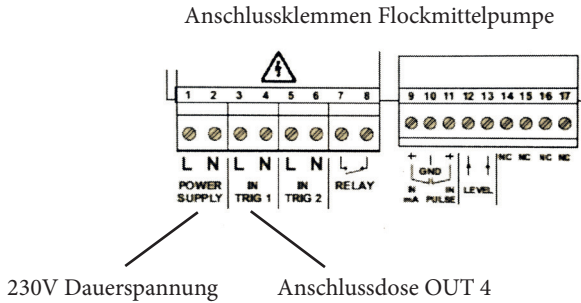 Anschlussklemmen Flockmittelpumpe
1 2 3 4 5 6 7 8 9 10 11 12 13 14 15 16 17
L N L N L N NC NC NC NC
POWER SUPPLY
IN TRIG 1
IN TRIG 2
RELAY
+ | +
GND
IN mA
IN PULSE
LEVEL
230V Dauerspannung Anschlussdose OUT 4